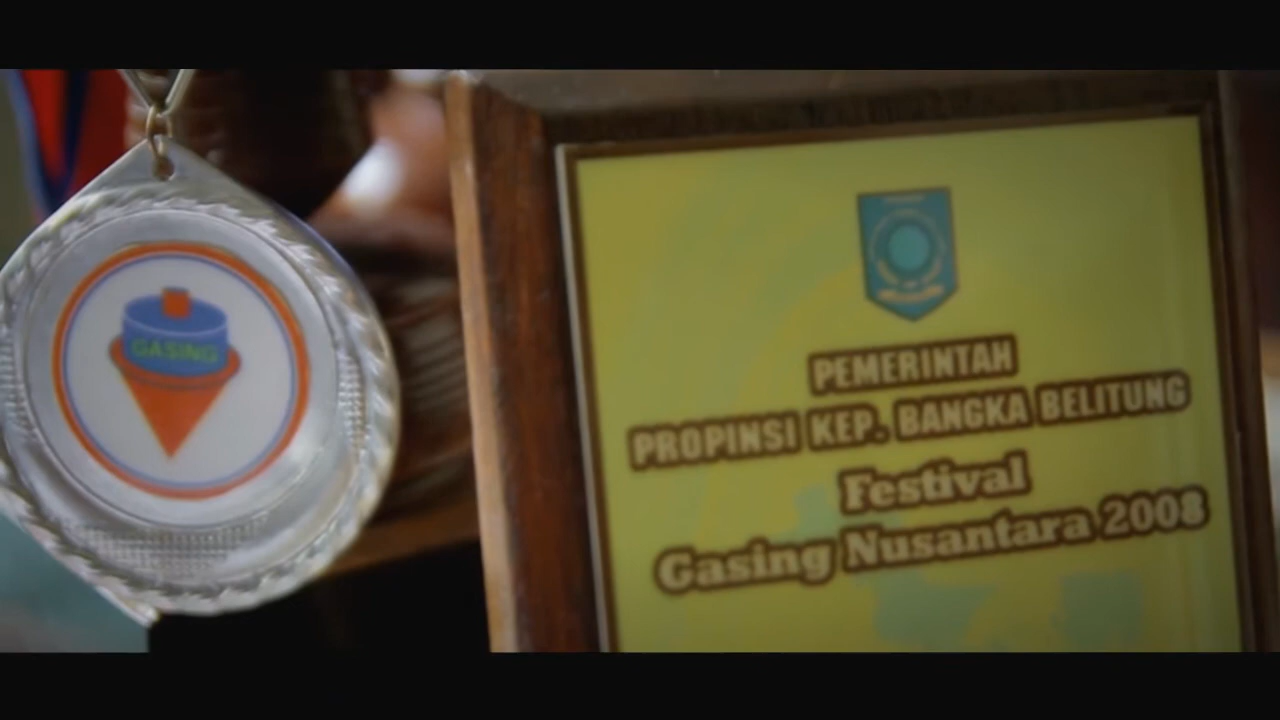 GASING
PEMERINTAH
PROPINSI KEP. BANGKA BELITUNG
Festival
Gasing Nusantara 2008